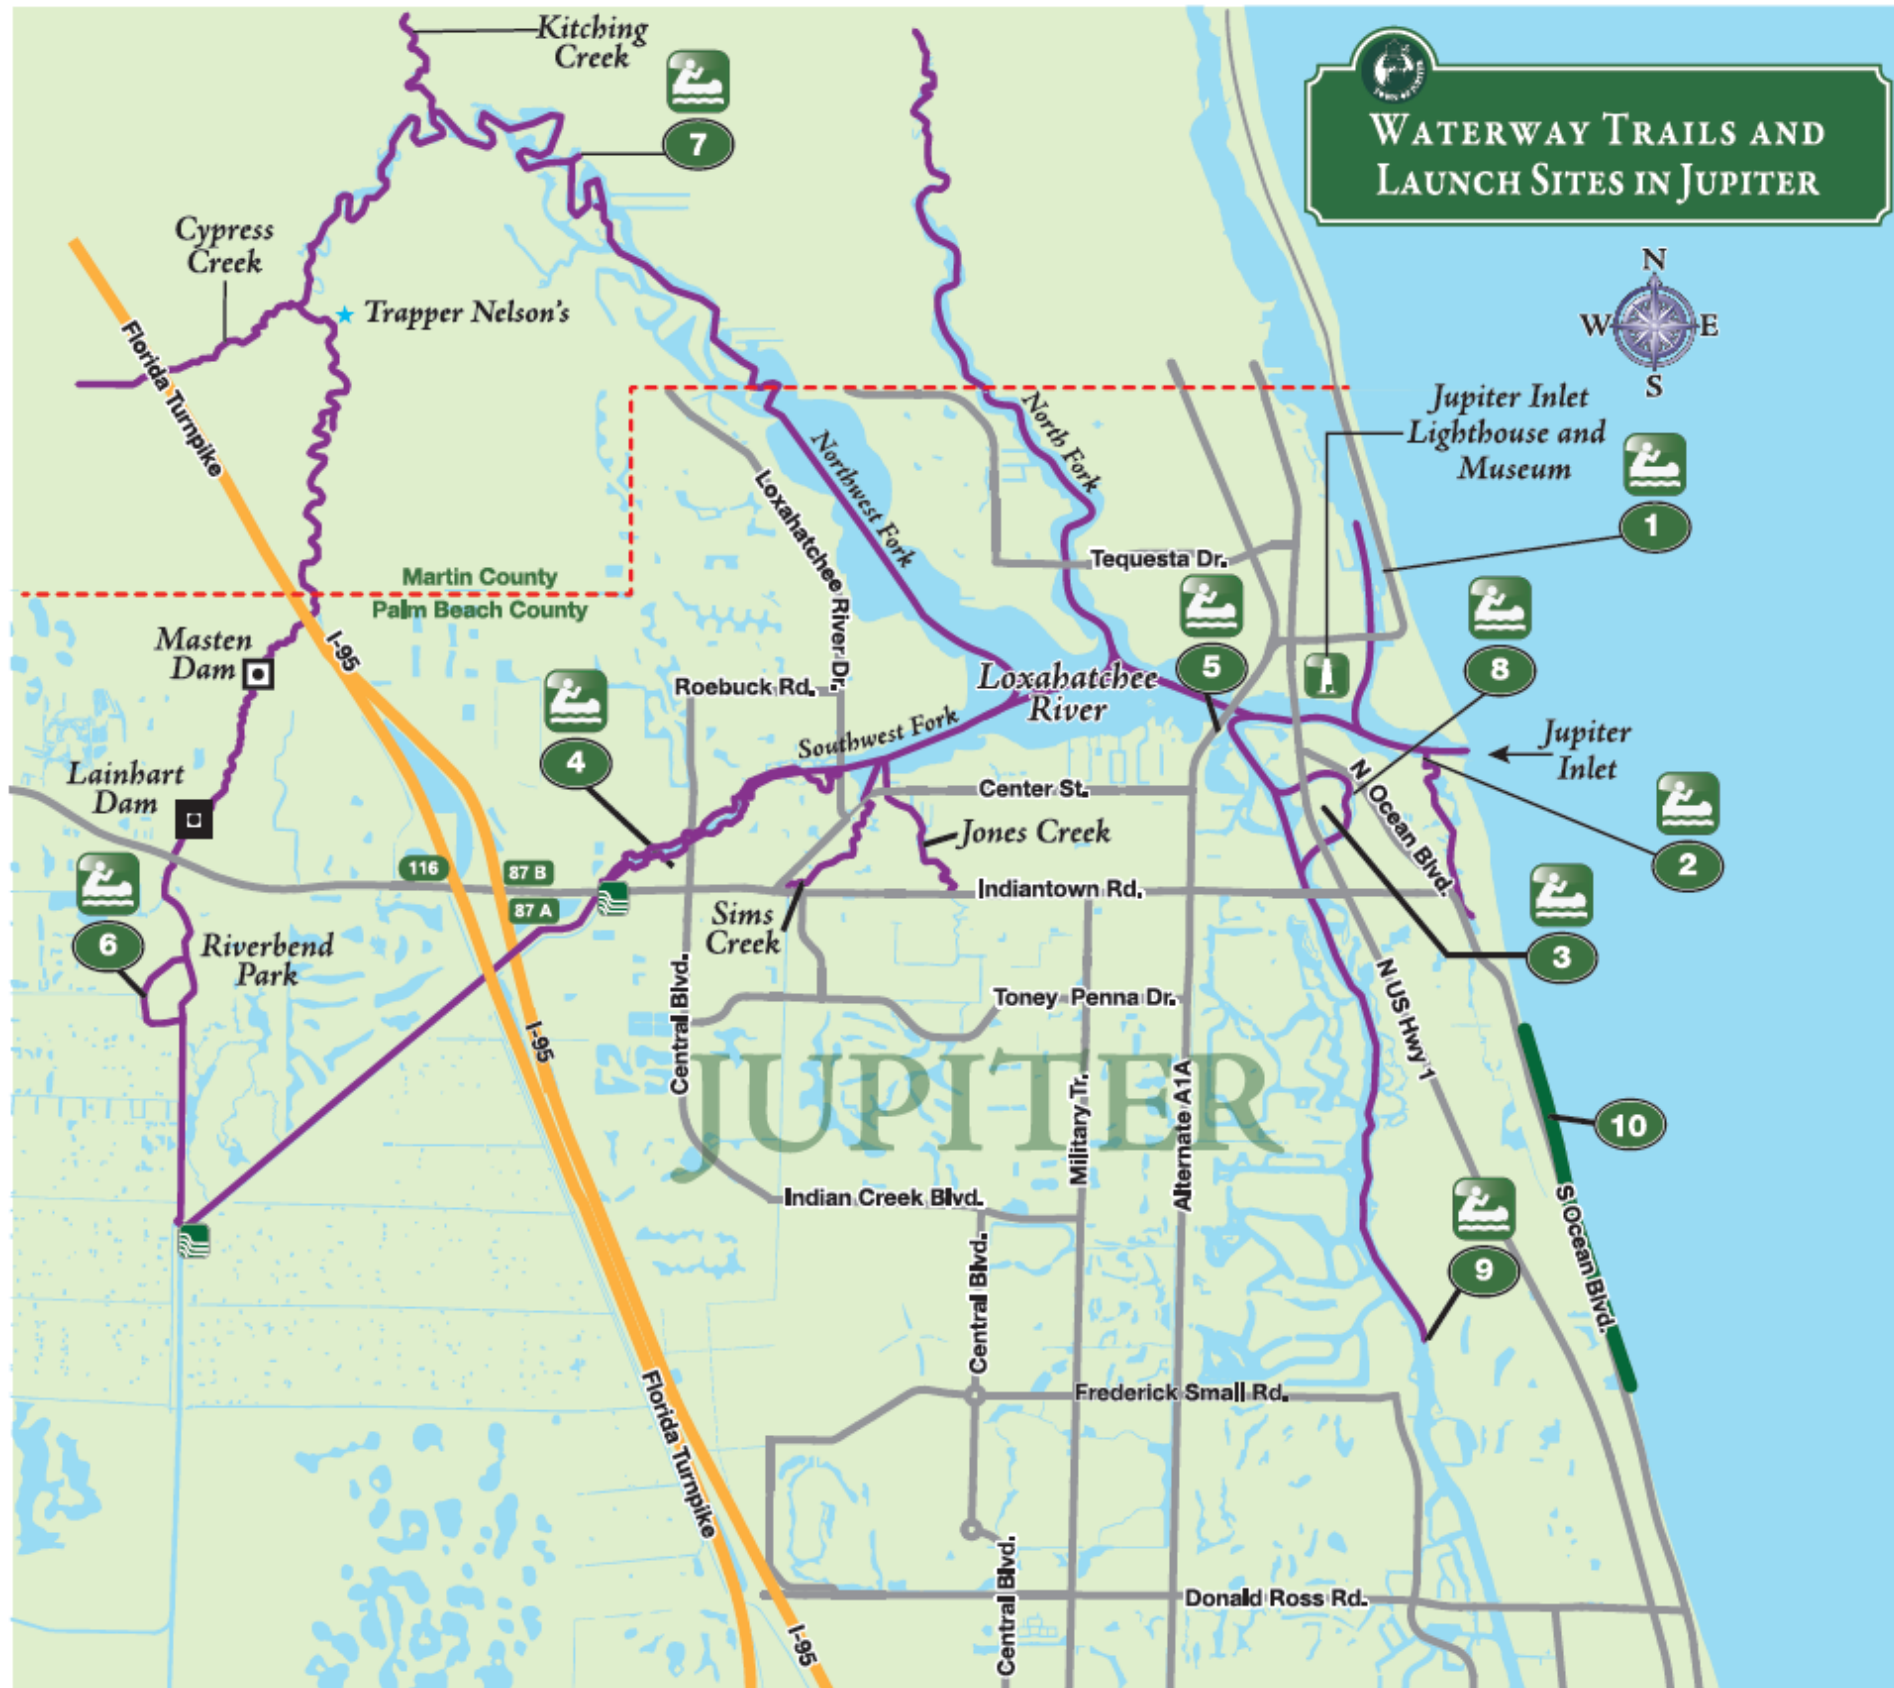 WATERWAY TRAILS AND
LAUNCH SITES IN JUPITER
Kitching
Creek
7
Cypress
Creek
Trapper Nelson's
Florida Turnpike
N
W
E
S
Jupiter Inlet
Lighthouse and
Museum
1
North Fork
Northwest Fork
Loxahatchee River Dr.
Tequesta Dr.
Martin County
Palm Beach County
Masten
Dam
I-95
5
8
Loxahatchee
River
Roebuck Rd.
Southwest Fork
4
Jupiter
Inlet
Lainhart
Dam
Center St.
N Ocean Blvd.
Jones Creek
2
116
87 B
87 A
Indiantown Rd.
Sims
Creek
6
Riverbend
Park
3
Central Blvd.
Toney Penna Dr.
N US Hwy 1
I-95
JUPITER
Military Tr.
Alternate A1A
10
Indian Creek Blvd.
S Ocean Blvd.
9
Central Blvd.
Frederick Small Rd.
Florida Turnpike
Central Blvd.
Donald Ross Rd.
I-95